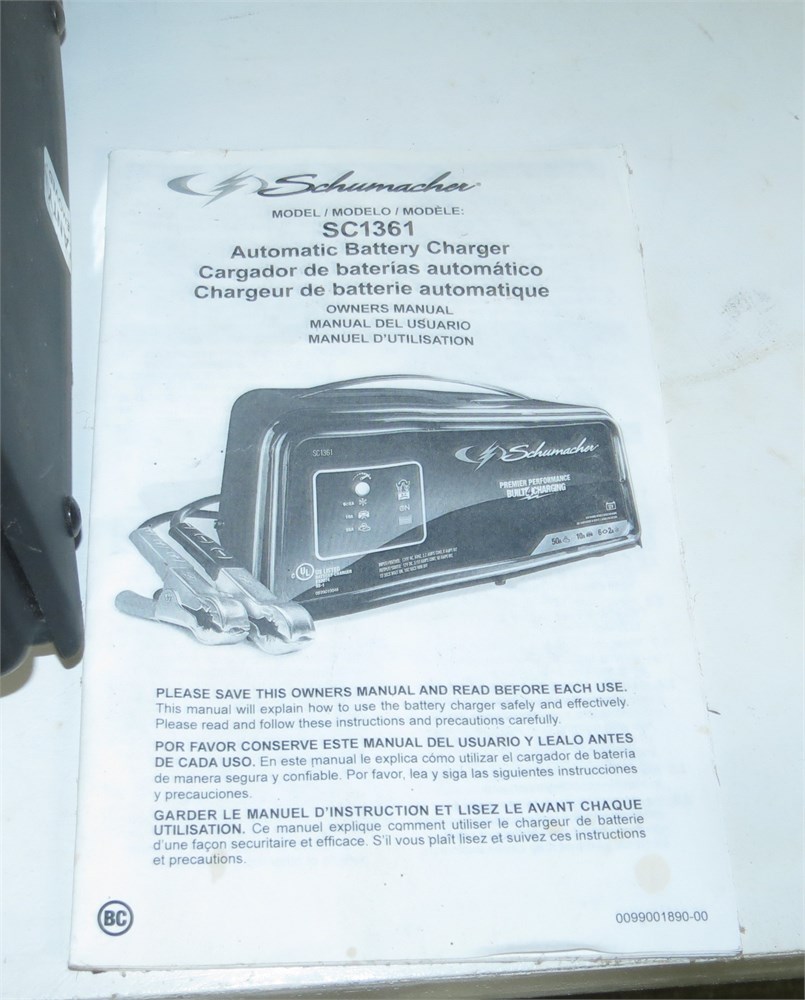 Schumacher
MODEL / MODELO / MODÈLE:
SC1361
Automatic Battery Charger
Cargador de baterías automático
Chargeur de batterie automatique
OWNERS MANUAL
MANUAL DEL USUARIO
MANUEL D'UTILISATION
SC1361
Schumacher
PREMIER PERFORMANCE
BUILT CHARGING
UL
PLEASE SAVE THIS OWNERS MANUAL AND READ BEFORE EACH USE.
This manual will explain how to use the battery charger safely and effectively.
Please read and follow these instructions and precautions carefully.
POR FAVOR CONSERVE ESTE MANUAL DEL USUARIO Y LEALO ANTES
DE CADA USO. En este manual le explica cómo utilizar el cargador de batería
de manera segura y confiable. Por favor, lea y siga las siguientes instrucciones
y precauciones.
GARDER LE MANUEL D'INSTRUCTION ET LISEZ LE AVANT CHAQUE
UTILISATION. Ce manuel explique comment utiliser le chargeur de batterie
d'une façon securitaire et efficace. S'il vous plaît lisez et suivez ces instructions
et precautions.
BC
0099001890-00